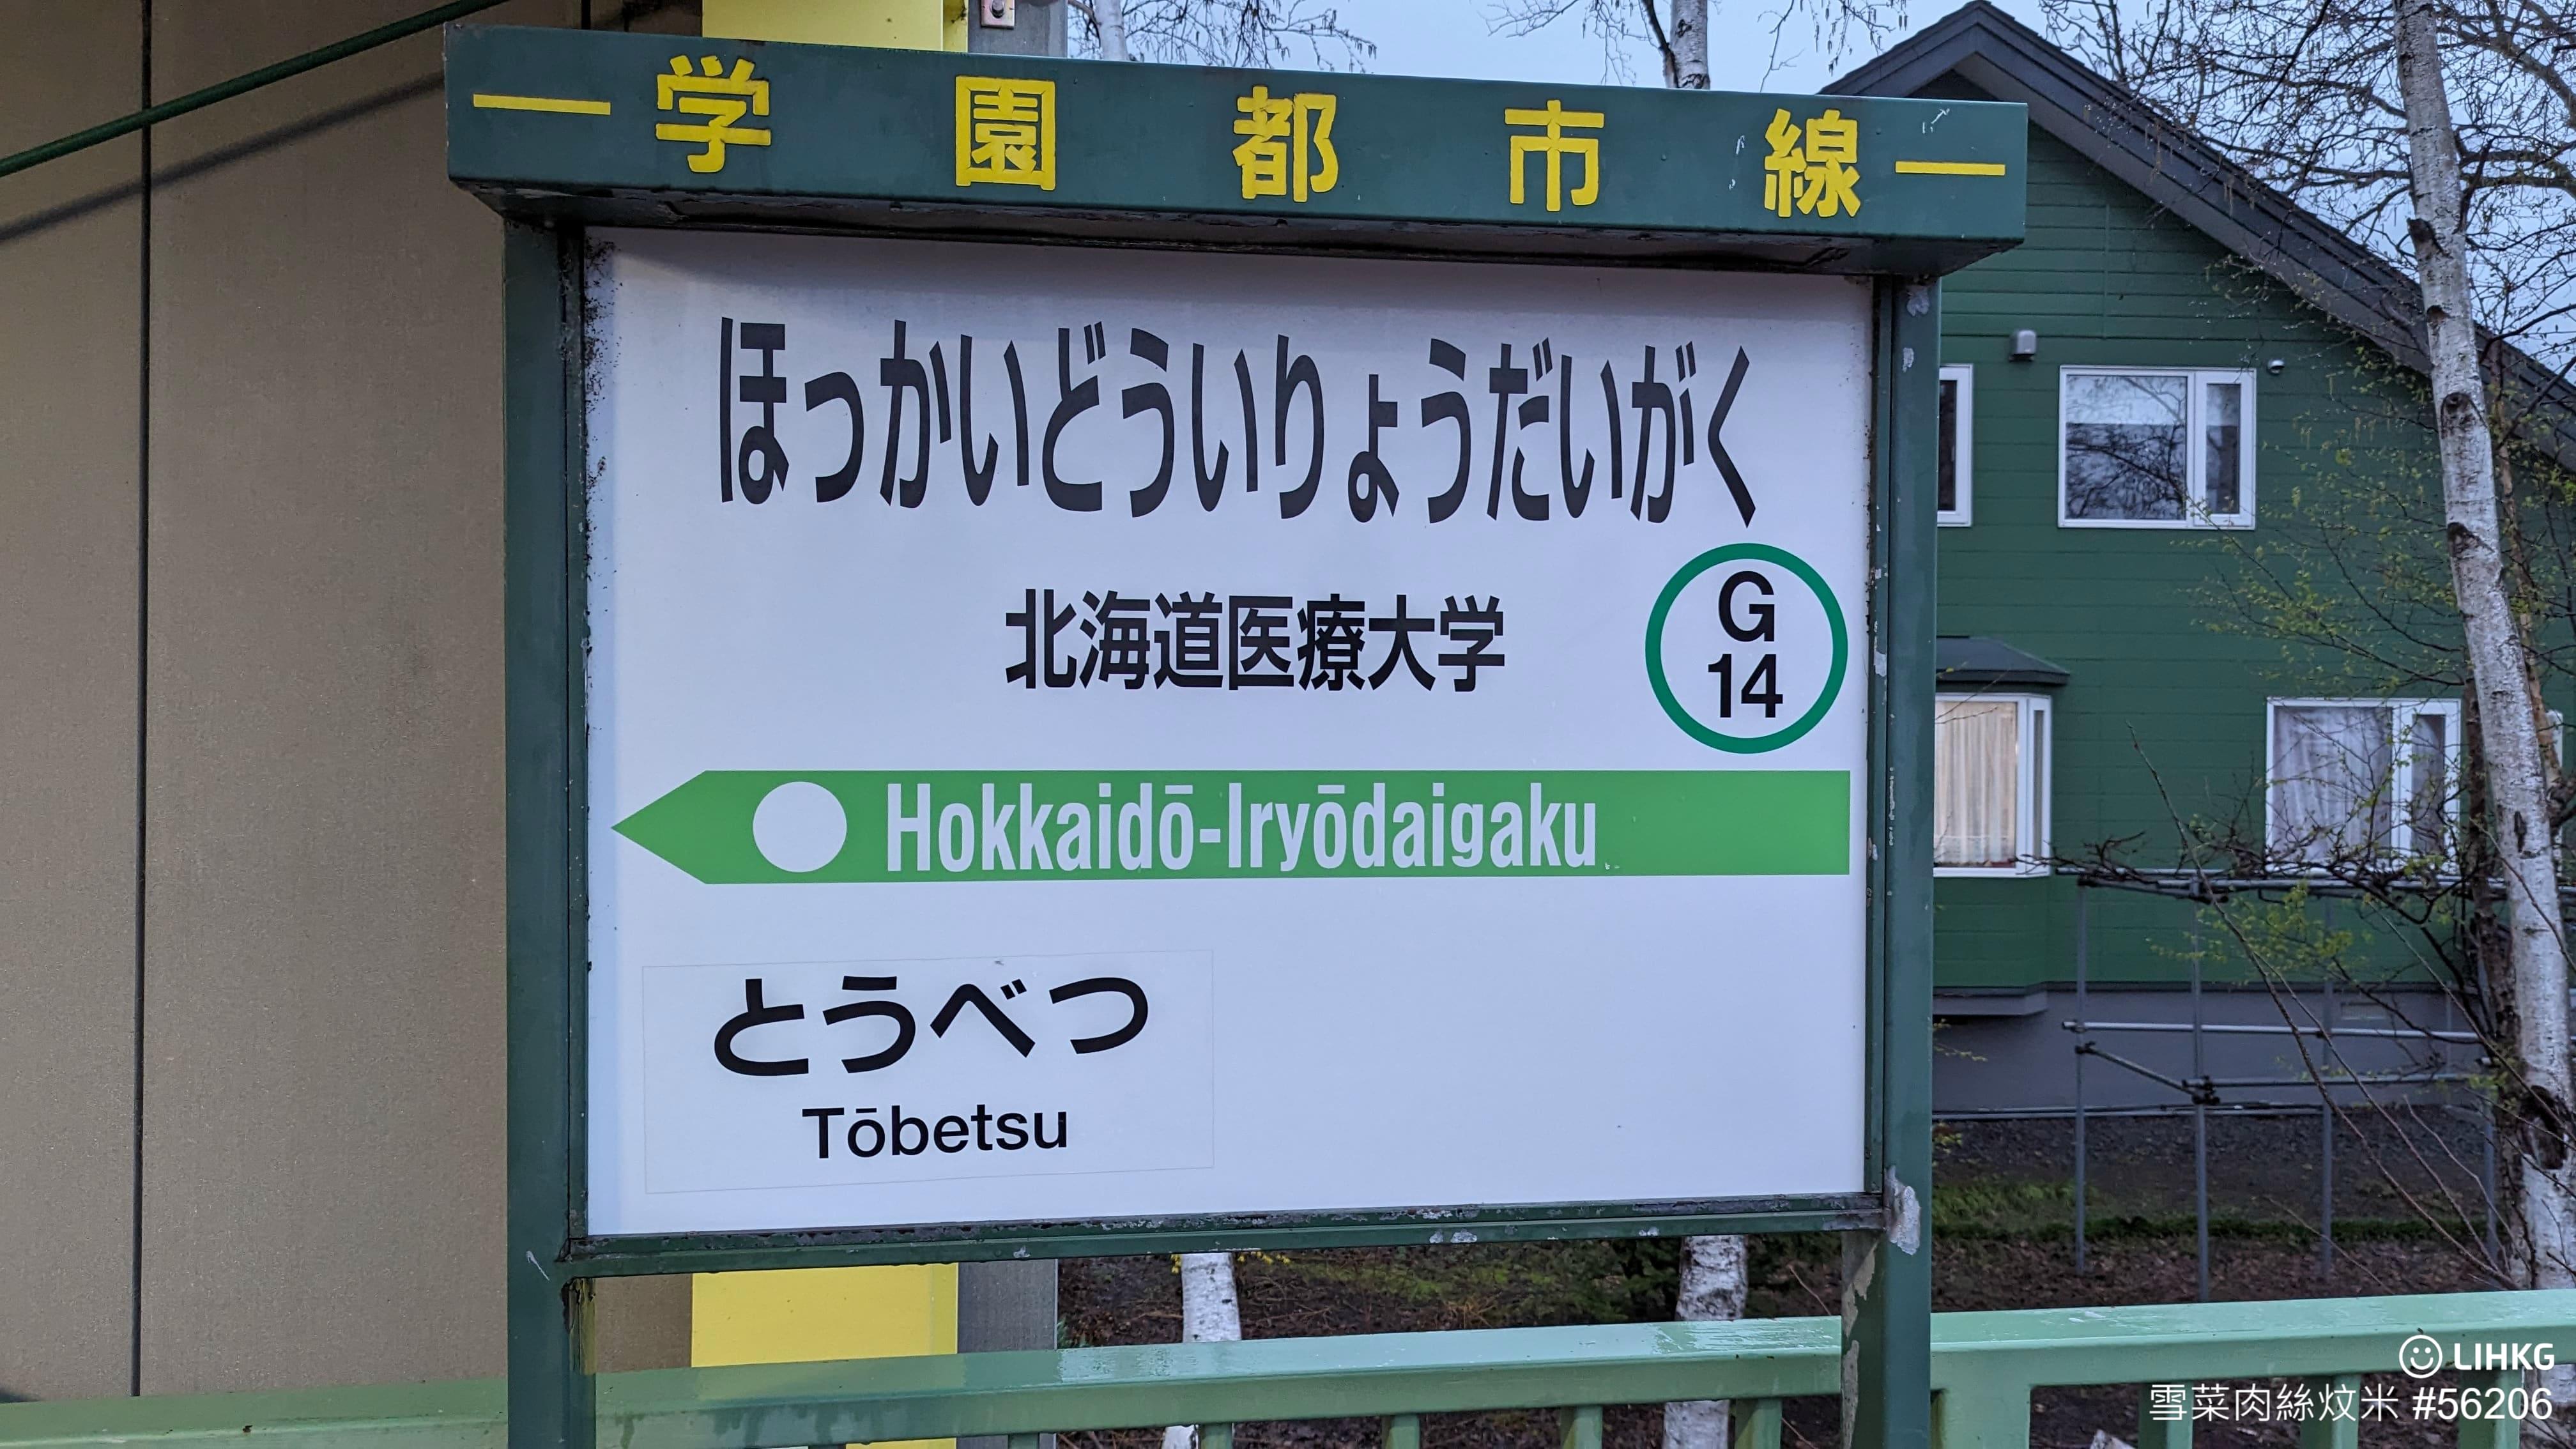 学園都市線
ほっかいどういりょうだいがく
北海道医療大学
G
14
Hokkaidō-Iryōdaigaku
とうべつ
Tōbetsu
LIHKG
雪菜肉絲炆米 #56206